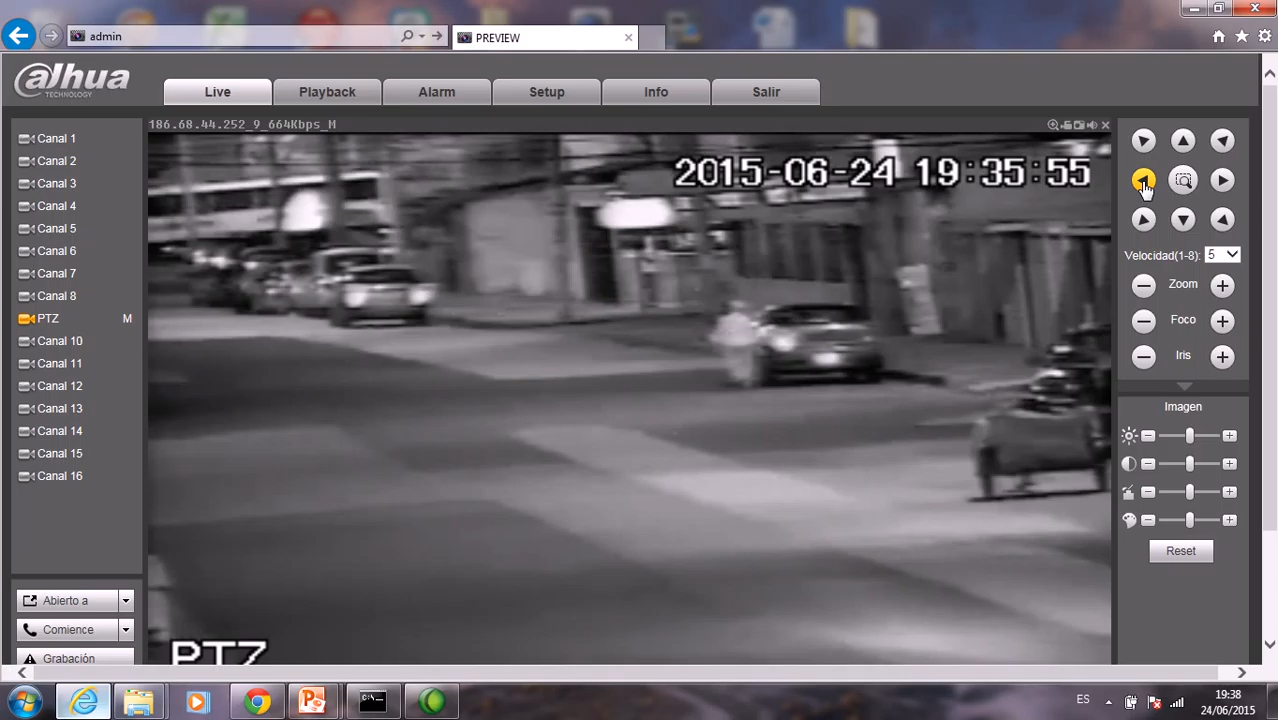 admin
PREVIEW
alhua
TECHNOLOGY
Live
Playback
Alarm
Setup
Info
Salir
186.68.44.252_9_664Kbps_M
Canal 1
Canal 2
Canal 3
Canal 4
Canal 5
Canal 6
Canal 7
Canal 8
PTZ M
Canal 10
Canal 11
Canal 12
Canal 13
Canal 14
Canal 15
Canal 16
Abierto a
Comience
Grabación
2015-06-24 19:35:55
PTZ
Velocidad(1-8): 5
Zoom
Foco
Iris
Imagen
Reset
ES
19:38
24/06/2015